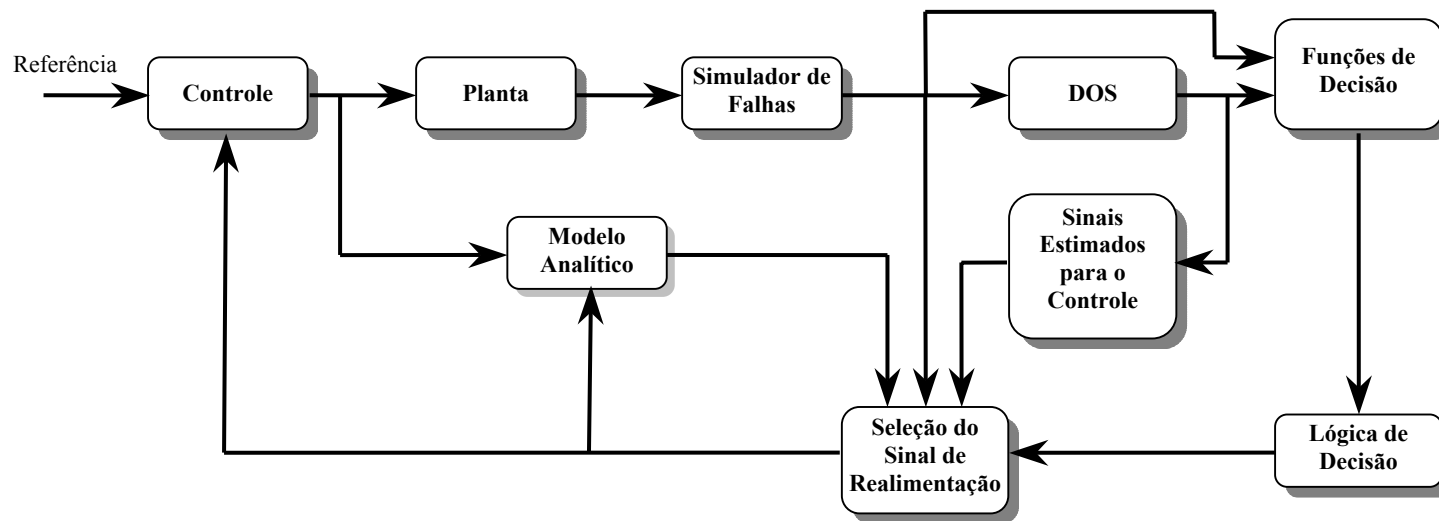 Referência
Controle
Planta
Simulador de
Falhas
DOS
Funções de
Decisão
Modelo
Analítico
Sinais
Estimados
para o
Controle
Seleção do
Sinal de
Realimentação
Lógica de
Decisão